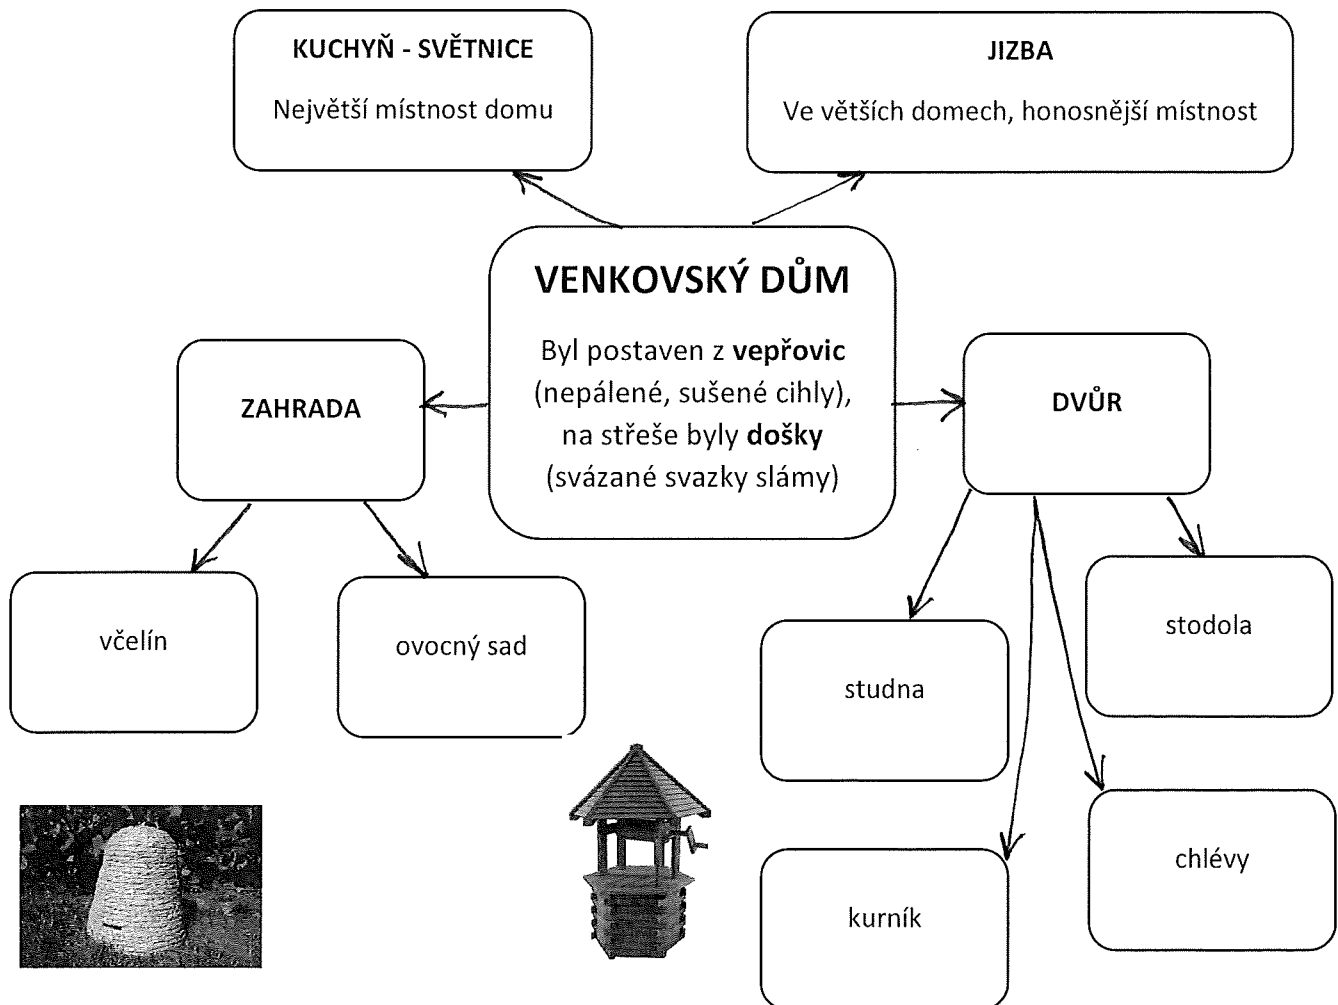 KUCHYŇ - SVĚTNICE
Největší místnost domu
JIZBA
Ve větších domech, honosnější místnost
VENKOVSKÝ DŮM
Byl postaven z vepřovic
(nepálené, sušené cihly),
na střeše byly došky
(svázané svazky slámy)
ZAHRADA
DVŮR
včelín
ovocný sad
studna
stodola
kurník
chlévy